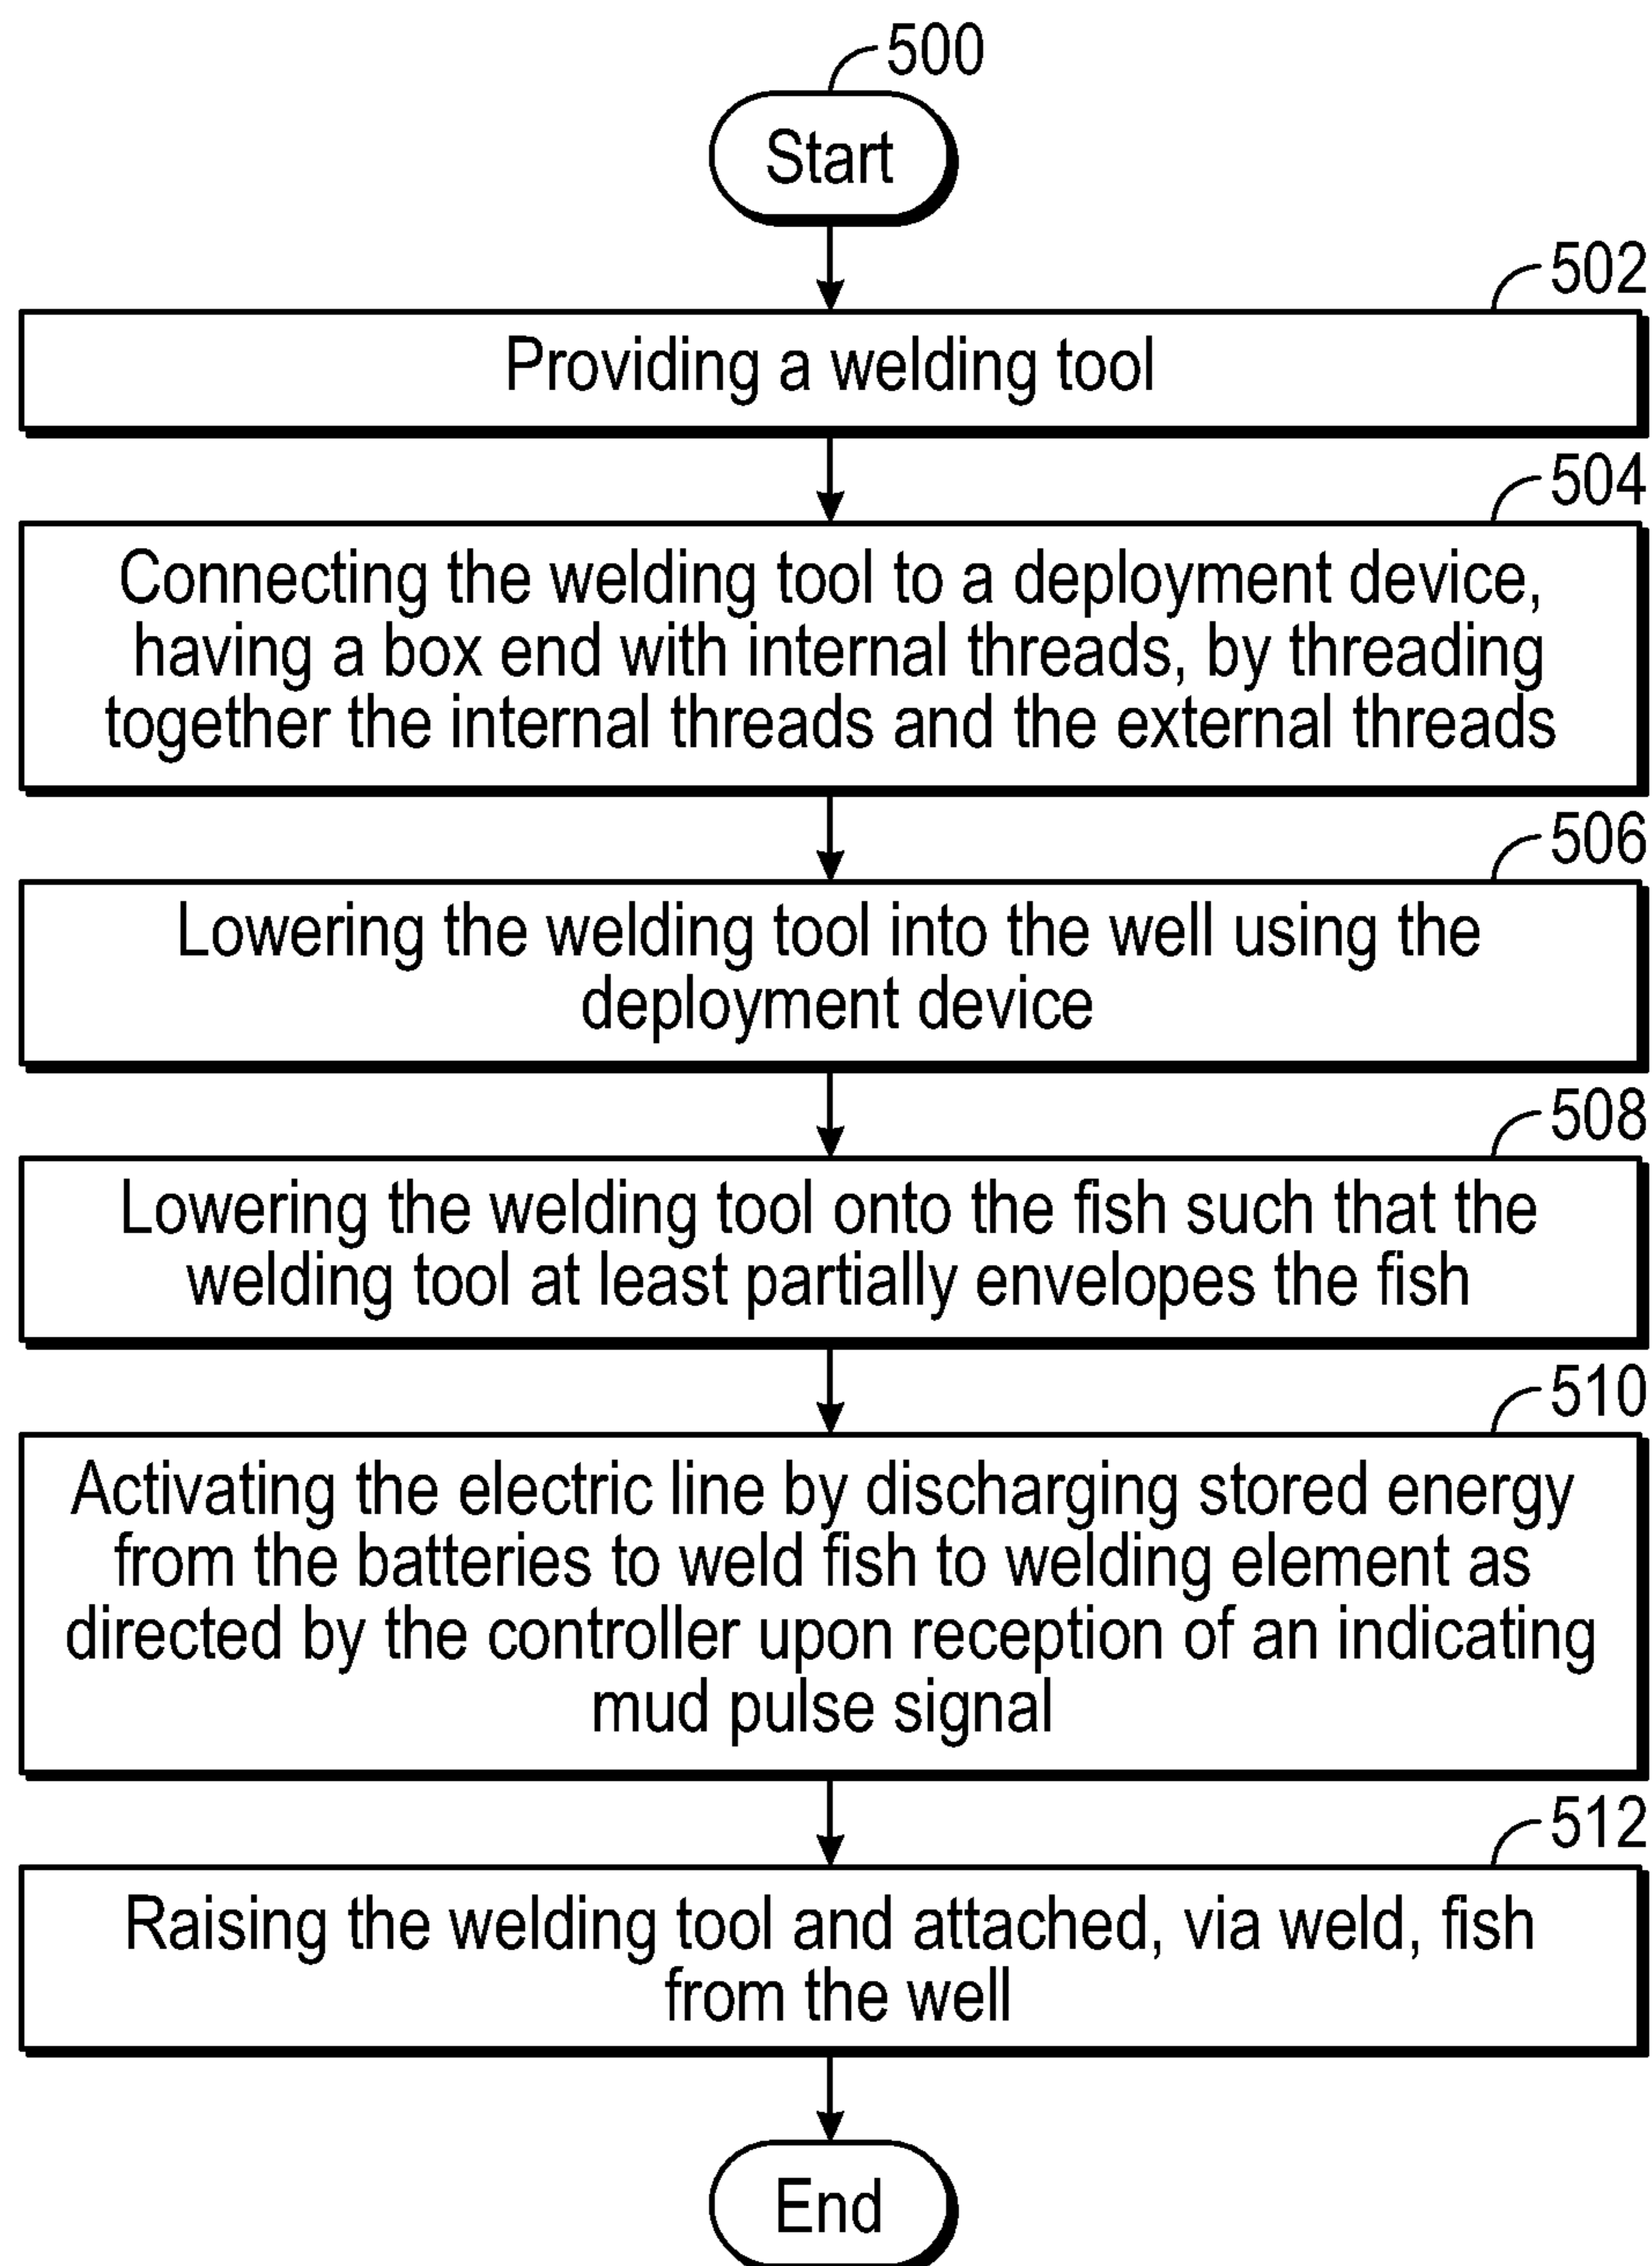 500
Start
502
Providing a welding tool
504
Connecting the welding tool to a deployment device,
having a box end with internal threads, by threading
together the internal threads and the external threads
506
Lowering the welding tool into the well using the
deployment device
508
Lowering the welding tool onto the fish such that the
welding tool at least partially envelopes the fish
510
Activating the electric line by discharging stored energy
from the batteries to weld fish to welding element as
directed by the controller upon reception of an indicating
mud pulse signal
512
Raising the welding tool and attached, via weld, fish
from the well
End